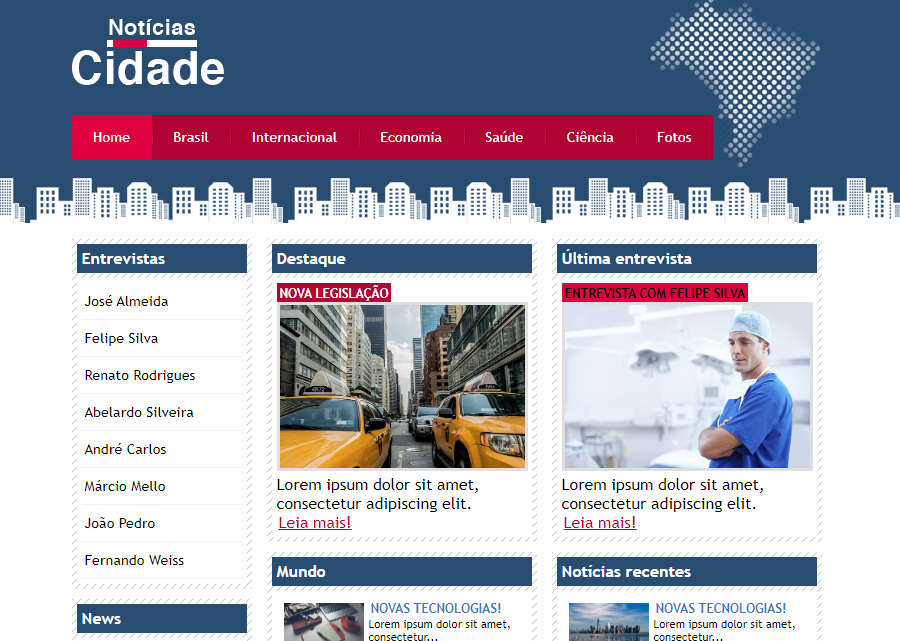 Notícias
Cidade
Home Brasil Internacional Economia Saúde Ciência Fotos
Entrevistas
José Almeida
Felipe Silva
Renato Rodrigues
Abelardo Silveira
André Carlos
Márcio Mello
João Pedro
Fernando Weiss
News
Destaque
NOVA LEGISLAÇÃO
Lorem ipsum dolor sit amet,
consectetur adipiscing elit.
Leia mais!
Última entrevista
ENTREVISTA COM FELIPE SILVA
Lorem ipsum dolor sit amet,
consectetur adipiscing elit.
Leia mais!
Mundo
NOVAS TECNOLOGIAS!
Lorem ipsum dolor sit amet,
consectetur...
Notícias recentes
NOVAS TECNOLOGIAS!
Lorem ipsum dolor sit amet,
consectetur...